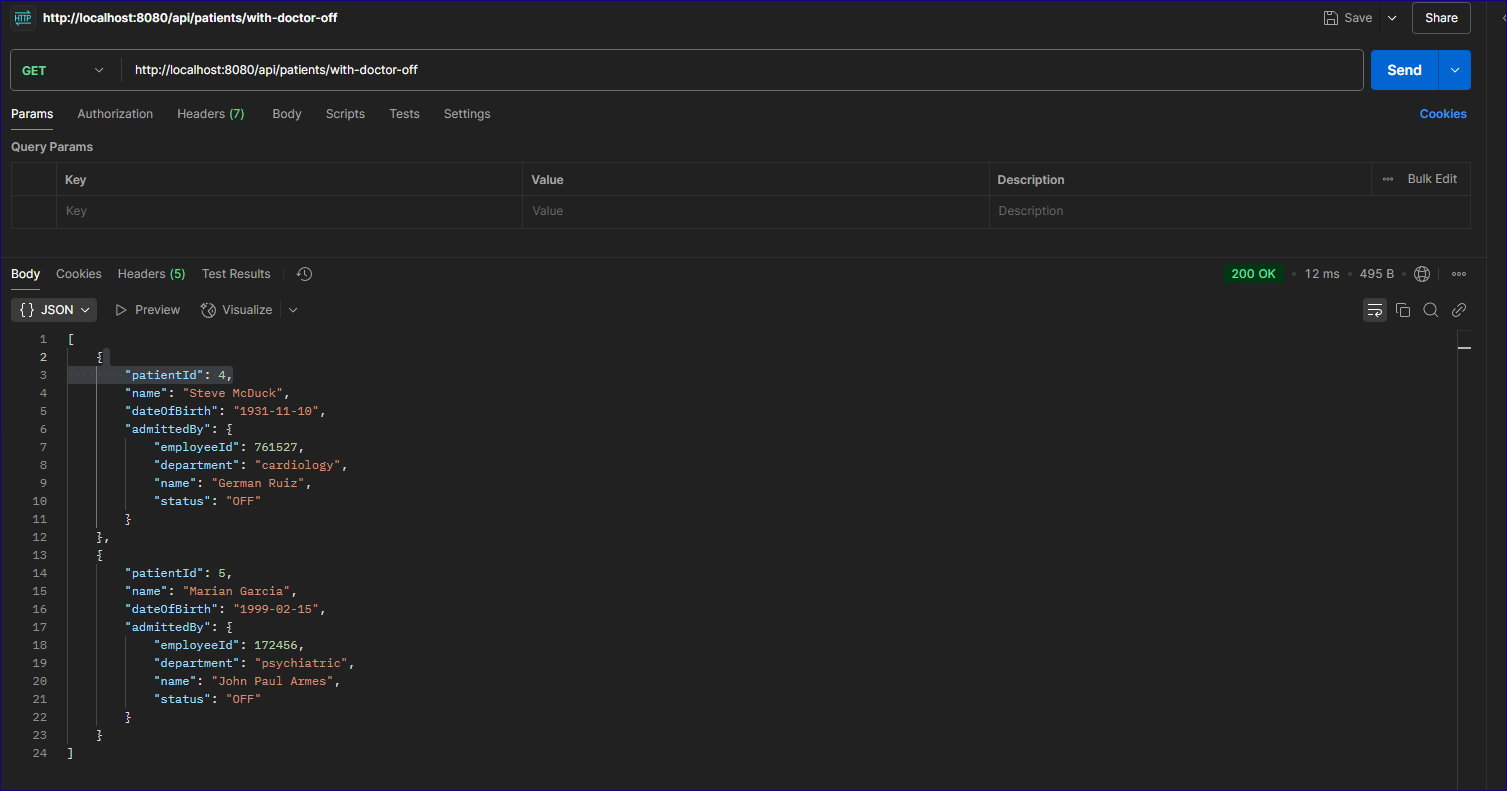 HTTP http://localhost:8080/api/patients/with-doctor-off Save Share
GET http://localhost:8080/api/patients/with-doctor-off Send
Params Authorization Headers (7) Body Scripts Tests Settings Cookies
Query Params
Key Value Description Bulk Edit
Key Value Description
Body Cookies Headers (5) Test Results 200 OK • 12 ms • 495 B •
{ } JSON Preview Visualize
1 [
2 {
3 "patientId": 4,
4 "name": "Steve McDuck",
5 "dateOfBirth": "1931-11-10",
6 "admittedBy": {
7 "employeeId": 761527,
8 "department": "cardiology",
9 "name": "German Ruiz",
10 "status": "OFF"
11 }
12 },
13 {
14 "patientId": 5,
15 "name": "Marian Garcia",
16 "dateOfBirth": "1999-02-15",
17 "admittedBy": {
18 "employeeId": 172456,
19 "department": "psychiatric",
20 "name": "John Paul Armes",
21 "status": "OFF"
22 }
23 }
24 ]